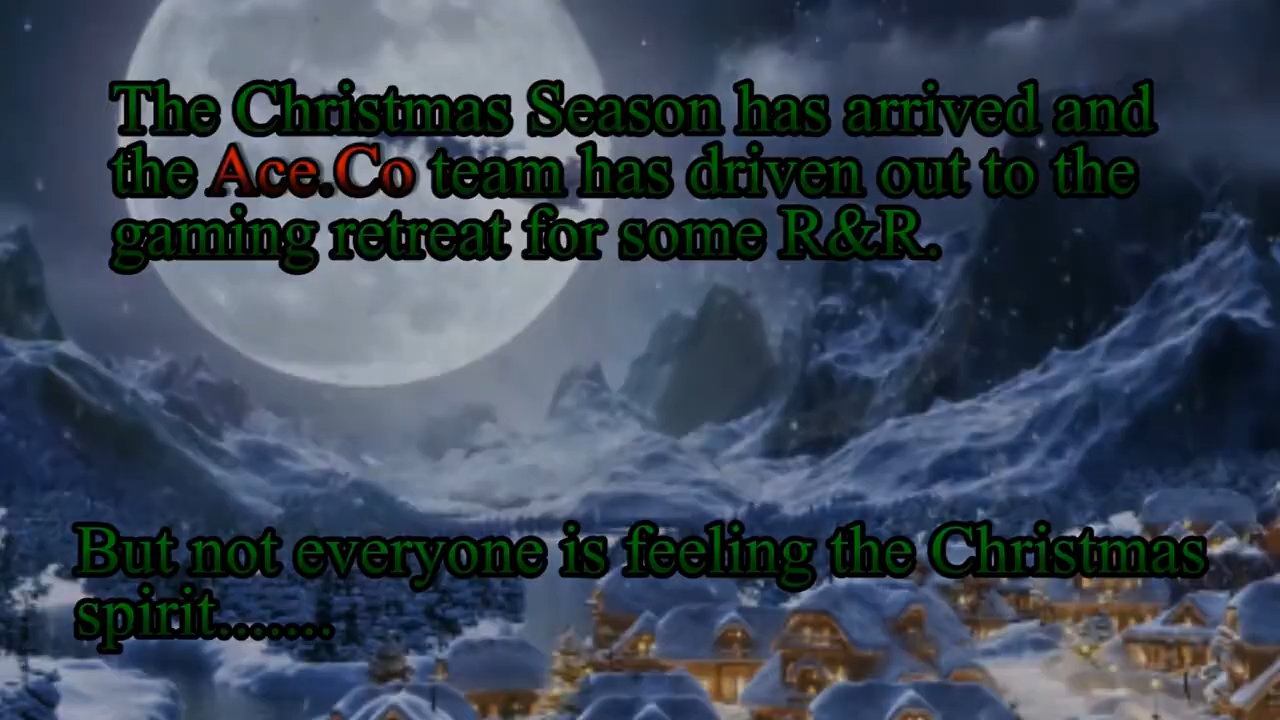 The Christmas Season has arrived and
the Ace.Co team has driven out to the
gaming retreat for some R&R.
But not everyone is feeling the Christmas
spirit.......